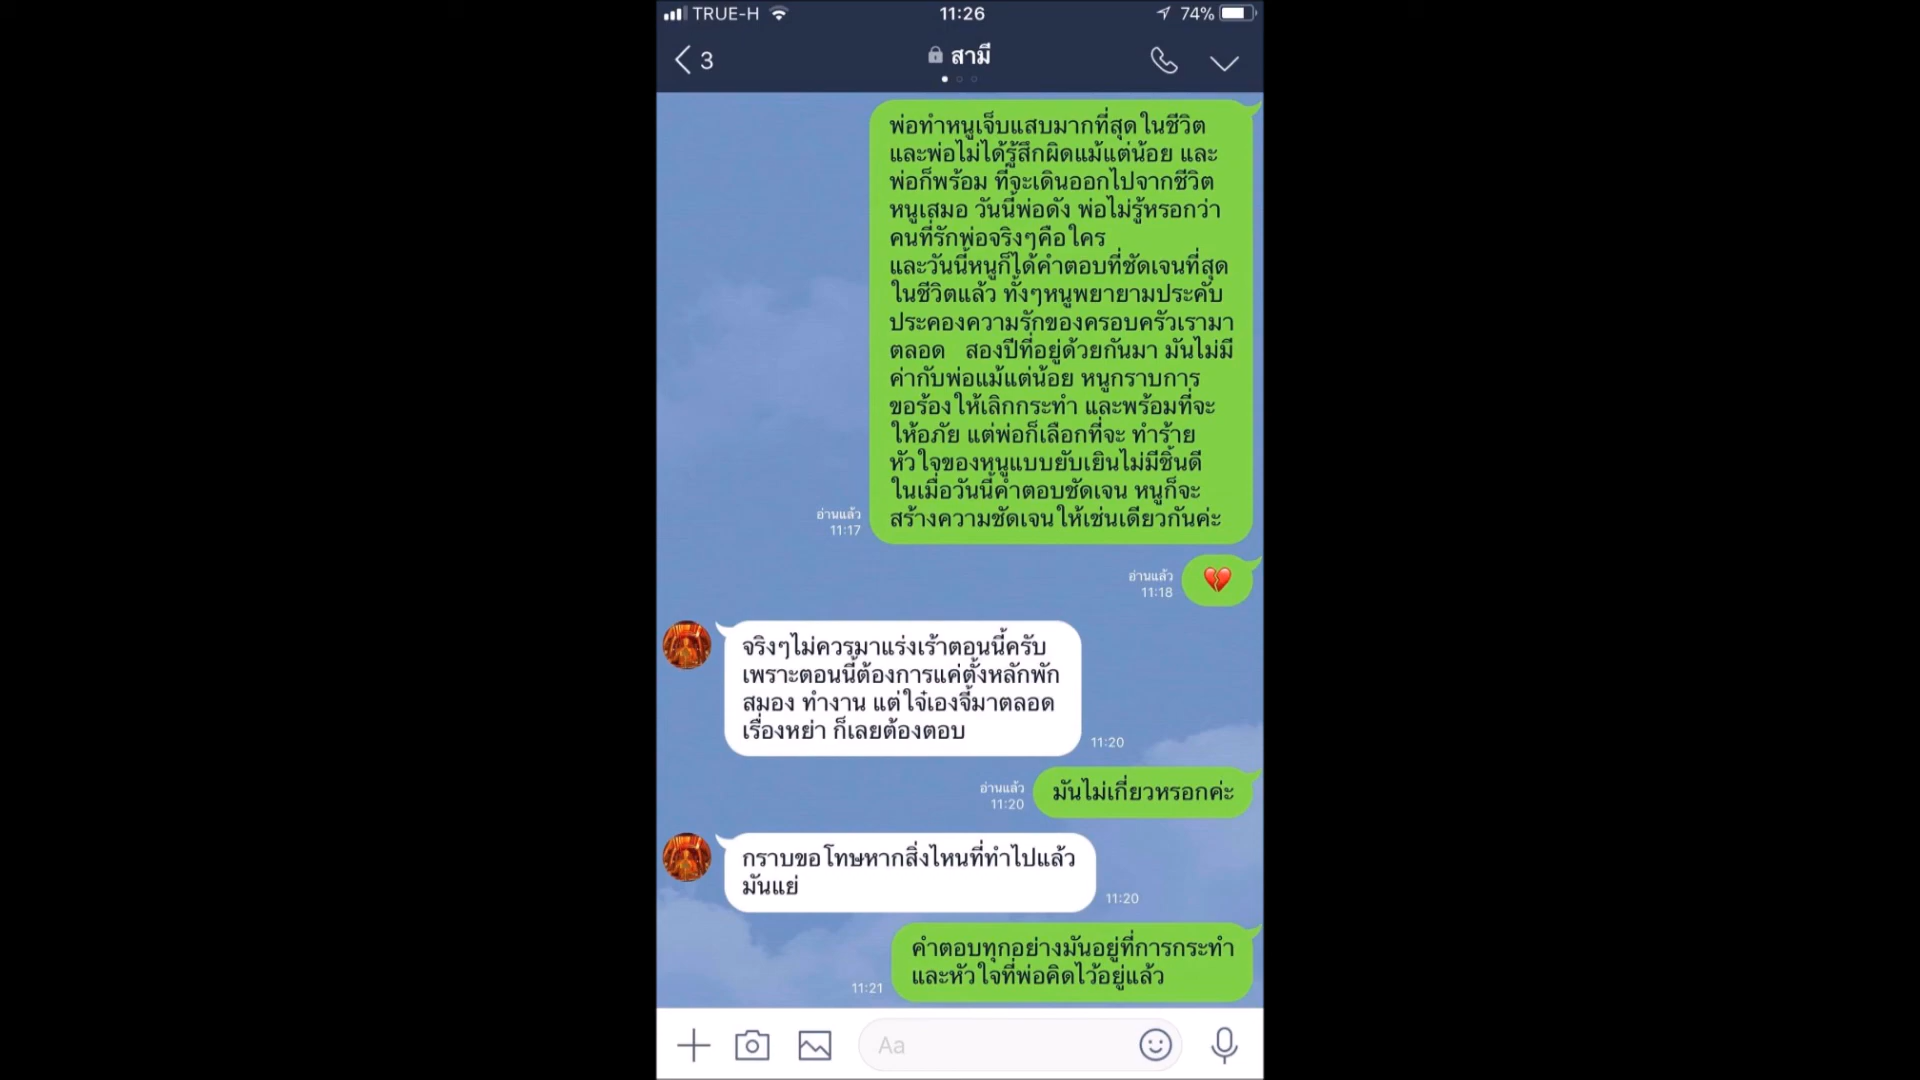 TRUE-H 11:26 74%
3 สามี
พ่อทำหนูเจ็บแสบมากที่สุดในชีวิต
และพ่อไม่ได้รู้สึกผิดแม้แต่น้อย และ
พ่อก็พร้อม ที่จะเดินออกไปจากชีวิต
หนูเสมอ วันนี้พ่อดัง พ่อไม่รู้หรอกว่า
คนที่รักพ่อจริงๆคือใคร
และวันนี้หนูก็ได้คำตอบที่ชัดเจนที่สุด
ในชีวิตแล้ว ทั้งๆหนูพยายามประคับ
ประคองความรักของครอบครัวเรามา
ตลอด สองปีที่อยู่ด้วยกันมา มันไม่มี
ค่ากับพ่อแม้แต่น้อย หนูกราบการ
ขอร้องให้เลิกกระทำ และพร้อมที่จะ
ให้อภัย แต่พ่อก็เลือกที่จะ ทำร้าย
หัวใจของหนูแบบยับเยินไม่มีชิ้นดี
ในเมื่อวันนี้คำตอบชัดเจน หนูก็จะ
สร้างความชัดเจนให้เช่นเดียวกันค่ะ
อ่านแล้ว
11:17
💔
อ่านแล้ว
11:18
จริงๆไม่ควรมาแร่งเร้าตอนนี้ครับ
เพราะตอนนี้ต้องการแค่ตั้งหลักพัก
สมอง ทำงาน แต่ใจ๋เองจี้มาตลอด
เรื่องหย่า ก็เลยต้องตอบ
11:20
มันไม่เกี่ยวหรอกค่ะ
อ่านแล้ว
11:20
กราบขอโทษหากสิ่งไหนที่ทำไปแล้ว
มันแย่
11:20
คำตอบทุกอย่างมันอยู่ที่การกระทำ
และหัวใจที่พ่อคิดไว้อยู่แล้ว
11:21
Aa